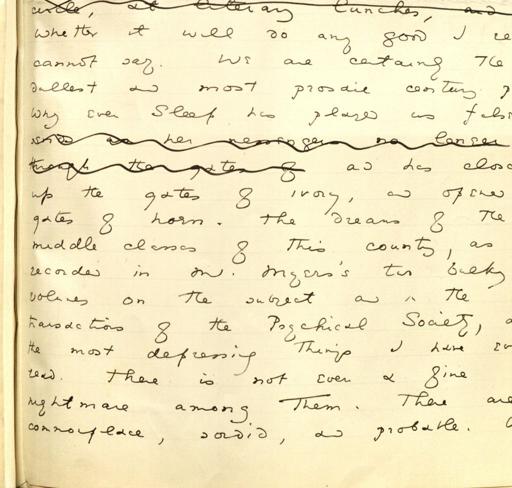 circle, at literary lunches, and
whether it will do any good I
cannot say. We are certainly the
dullest and most prosaic century
Why even Sleep has played us false
sends as her messengers no longer
through the gates of and has closed
up the gates of ivory, and opened
gates of horn. The dreams of the
middle classes of this country, as
recorded in Mr. Myers's two bulky
volumes on the subject and in the
transactions of the Psychical Society,
the most depressing things I have ever
read. There is not even a fine
nightmare among them. They are
commonplace, sordid, and probable.